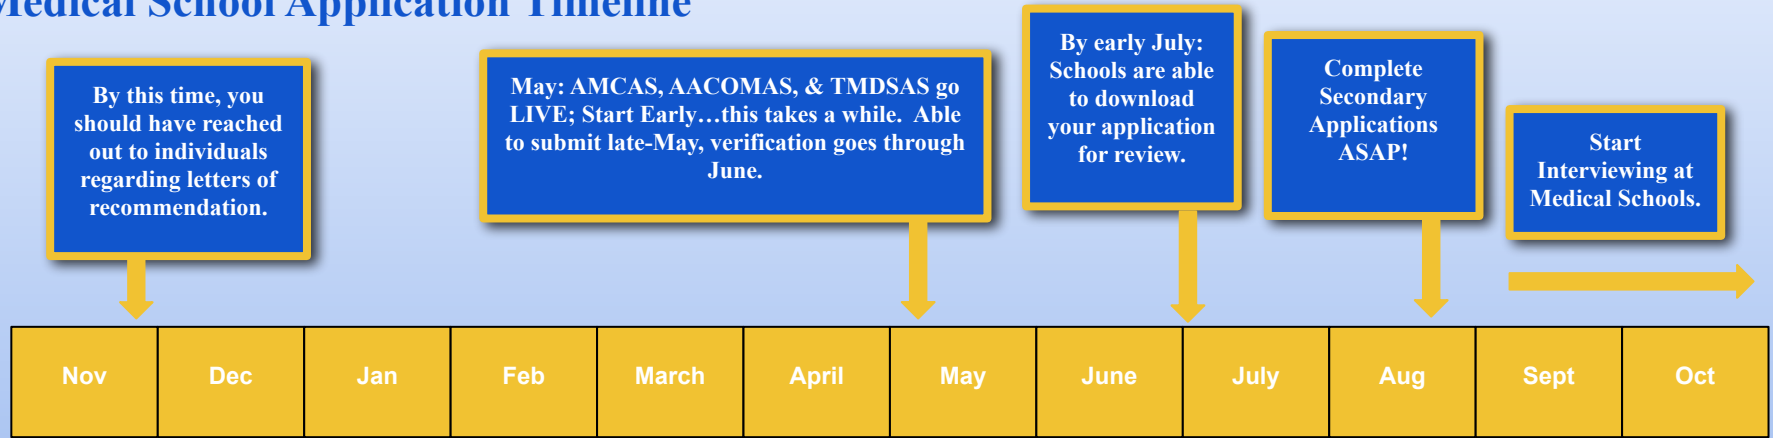 Medical School Application Timeline
By this time, you
should have reached
out to individuals
regarding letters of
recommendation.
May: AMCAS, AACOMAS, & TMDSAS go
LIVE; Start Early…this takes a while. Able
to submit late-May, verification goes through
June.
By early July:
Schools are able
to download
your application
for review.
Complete
Secondary
Applications
ASAP!
Start
Interviewing at
Medical Schools.
Nov Dec Jan Feb March April May June July Aug Sept Oct